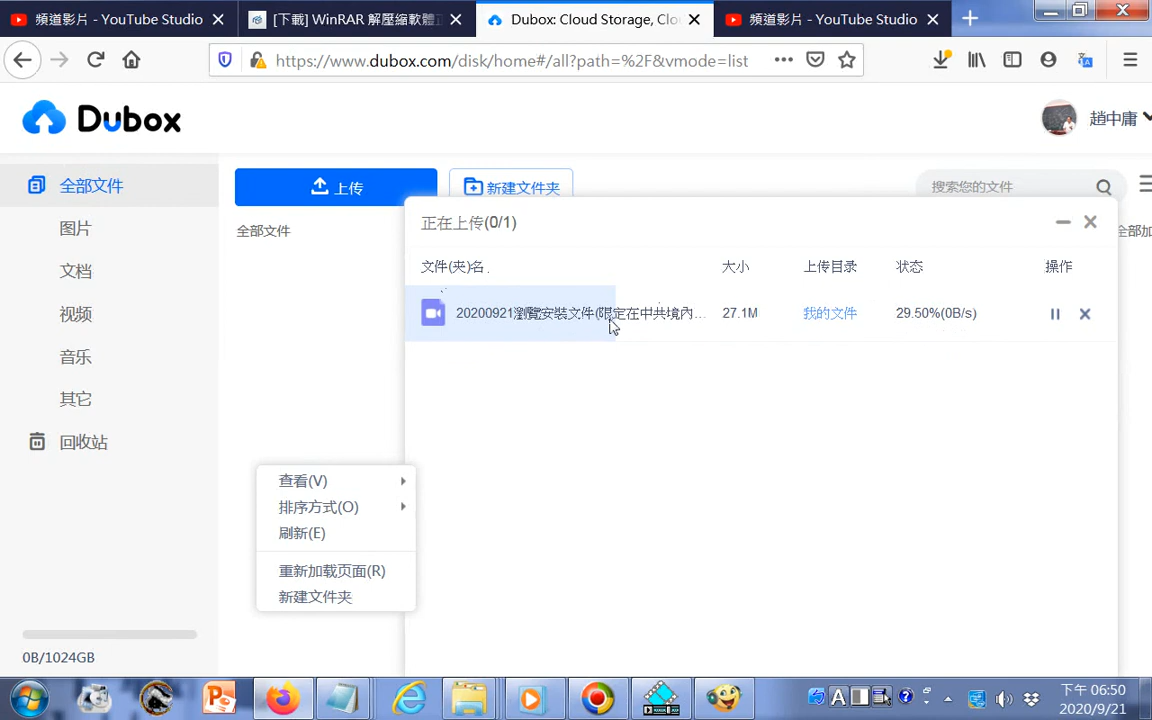 頻道影片 - YouTube Studio
[下載] WinRAR 解壓縮軟體
Dubox: Cloud Storage, Clo
頻道影片 - YouTube Studio
https://www.dubox.com/disk/home#/all?path=%2F&vmode=list
Dubox
趙中庸
全部文件
上传
新建文件夹
搜索您的文件
图片
全部文件
正在上传(0/1)
全部加
文件(夹)名
大小
上传目录
状态
操作
文档
视频
20200921瀏覽安裝文件(限定在中共境內...
27.1M
我的文件
29.50%(0B/s)
音乐
其它
回收站
查看(V)
排序方式(O)
刷新(E)
重新加载页面(R)
新建文件夹
0B/1024GB
下午 06:50
2020/9/21